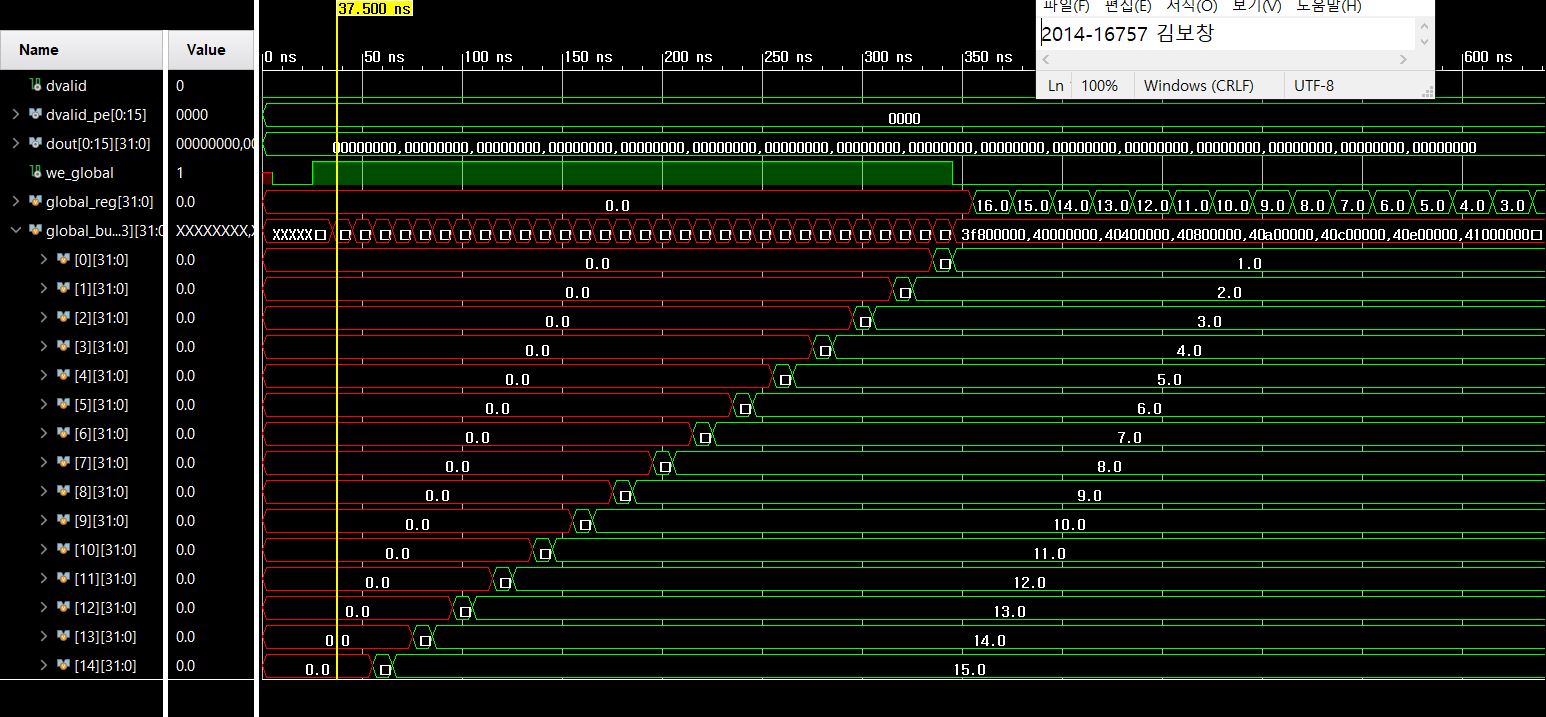 37.500 ns
파일(F) 편집(E) 서식(O) 보기(V) 도움말(H)
2014-16757 김보창
Ln 100% Windows (CRLF) UTF-8
Name Value
0 ns 50 ns 100 ns 150 ns 200 ns 250 ns 300 ns 350 ns 600 ns
dvalid 0
dvalid_pe[0:15] 0000 0000
dout[0:15][31:0] 00000000,00 00000000,00000000,00000000,00000000,00000000,00000000,00000000,00000000,00000000,00000000,00000000,00000000,00000000,00000000,00000000,00000000
we_global 1
global_reg[31:0] 0.0 0.0 16.0 15.0 14.0 13.0 12.0 11.0 10.0 9.0 8.0 7.0 6.0 5.0 4.0 3.0
global_bu...3][31:0 XXXXXXXX,X XXXXX 3f800000,40000000,40400000,40800000,40a00000,40c00000,40e00000,41000000
[0][31:0] 0.0 0.0 1.0
[1][31:0] 0.0 0.0 2.0
[2][31:0] 0.0 0.0 3.0
[3][31:0] 0.0 0.0 4.0
[4][31:0] 0.0 0.0 5.0
[5][31:0] 0.0 0.0 6.0
[6][31:0] 0.0 0.0 7.0
[7][31:0] 0.0 0.0 8.0
[8][31:0] 0.0 0.0 9.0
[9][31:0] 0.0 0.0 10.0
[10][31:0] 0.0 0.0 11.0
[11][31:0] 0.0 0.0 12.0
[12][31:0] 0.0 0.0 13.0
[13][31:0] 0.0 0.0 14.0
[14][31:0] 0.0 0.0 15.0